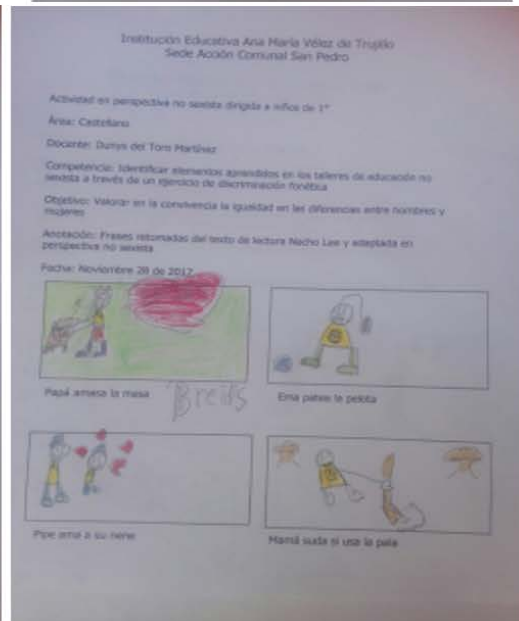 Institución Educativa Ana María Vélez de Trujillo
Sede Acción Comunal San Pedro
Actividad en perspectiva no sexista dirigida a niños de 1°
Área: Castellano
Docente: Dunys del Toro Martínez
Competencia: Identificar elementos aprendidos en los talleres de educación no
sexista a través de un ejercicio de discriminación fonética
Objetivo: Valorar en la convivencia la igualdad en las diferencias entre hombres y
mujeres
Anotación: Frases retomadas del texto de lectura Nacho Lee y adaptada en
perspectiva no sexista
Fecha: Noviembre 28 de 2017
Papá amasa la masa
Ema patea la pelota
Pipe ama a su nene
Mamá suda si usa la pala